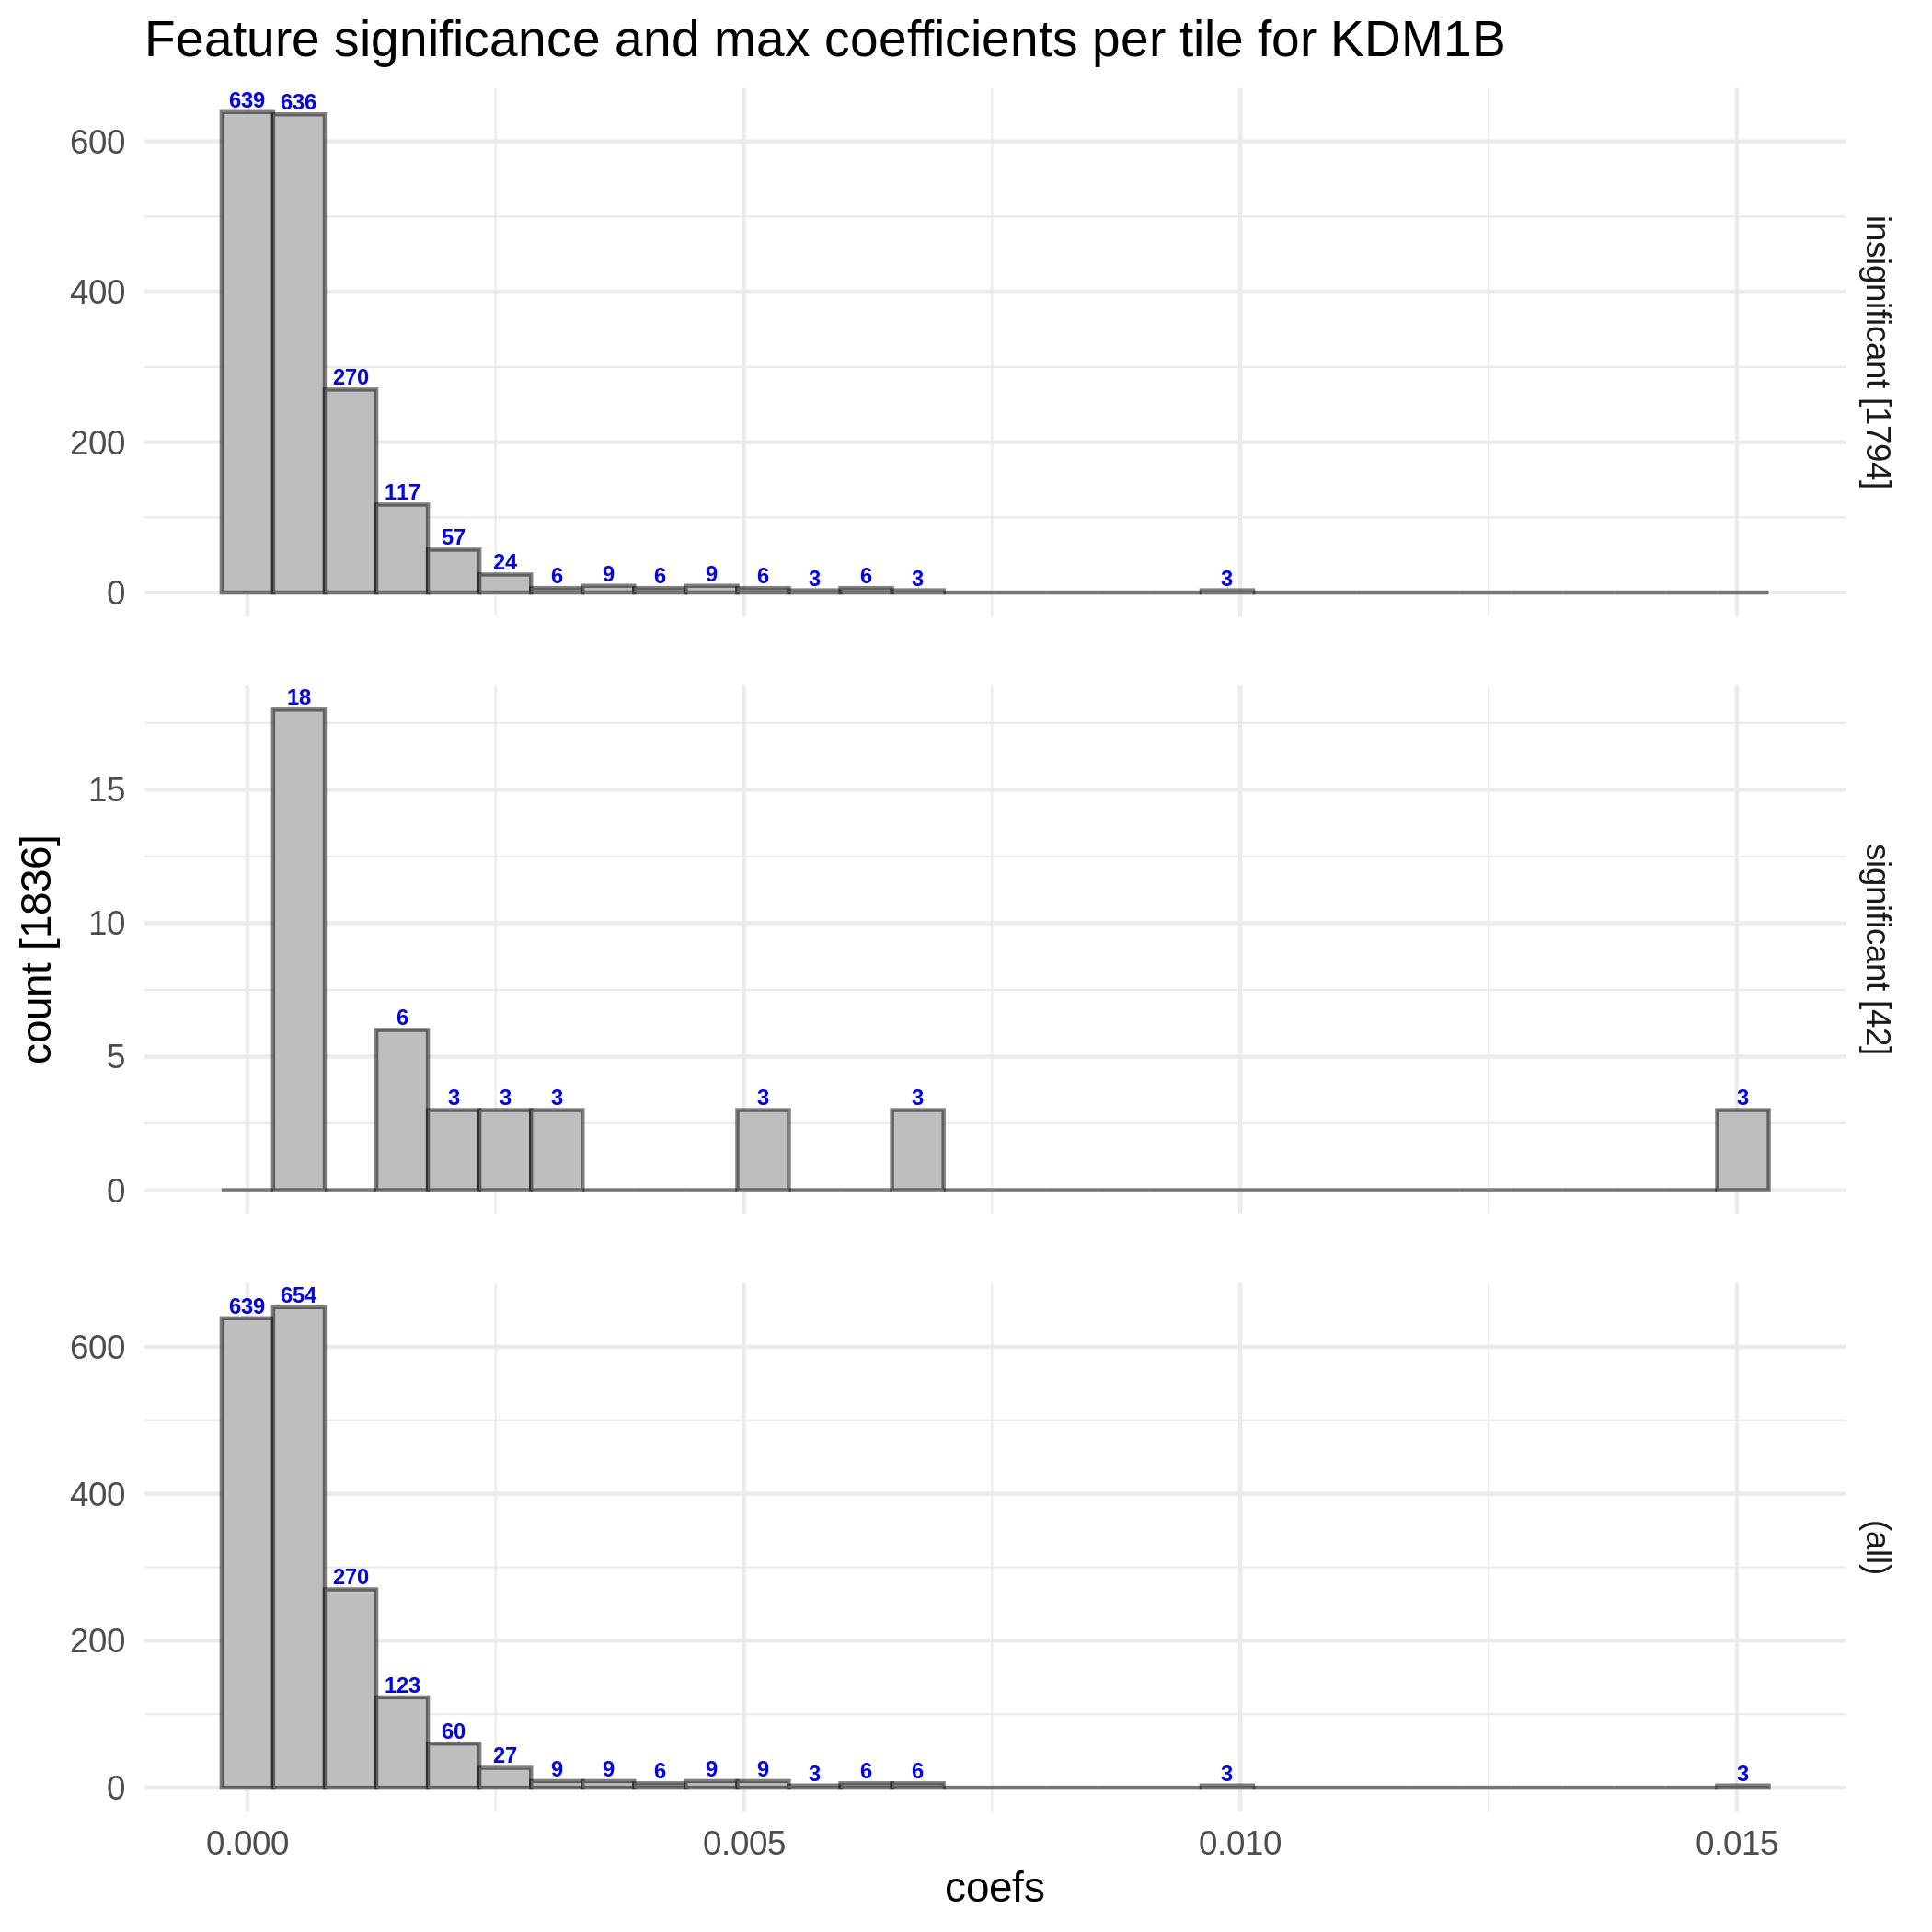 Feature significance and max coefficients per tile for KDM1B
639 636 270 117 57 24 6 9 6 9 6 3 6 3 3
600
400
200
0
insignificant [1794]
18 6 3 3 3 3 3 3
15
10
5
0
significant [42]
count [1836]
639 654 270 123 60 27 9 9 6 9 9 3 6 6 3 3
600
400
200
0
(all)
0.000 0.005 0.010 0.015
coefs